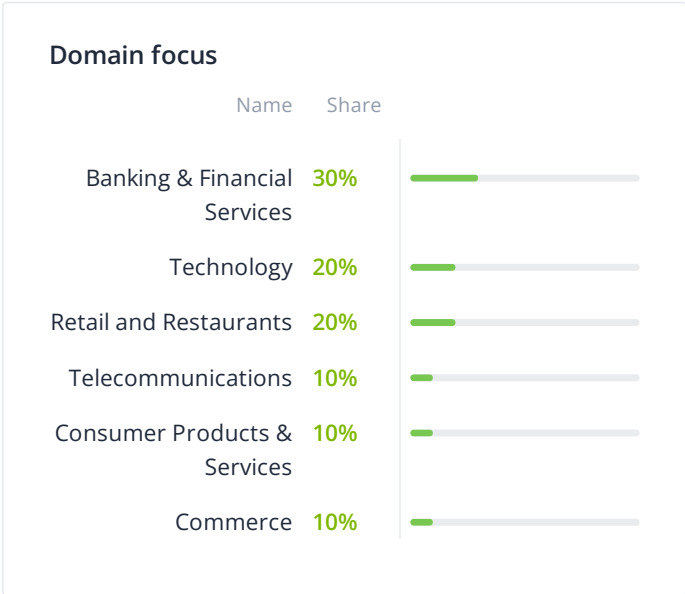 Domain focus
Name Share
Banking & Financial 30%
Services
Technology 20%
Retail and Restaurants 20%
Telecommunications 10%
Consumer Products & 10%
Services
Commerce 10%